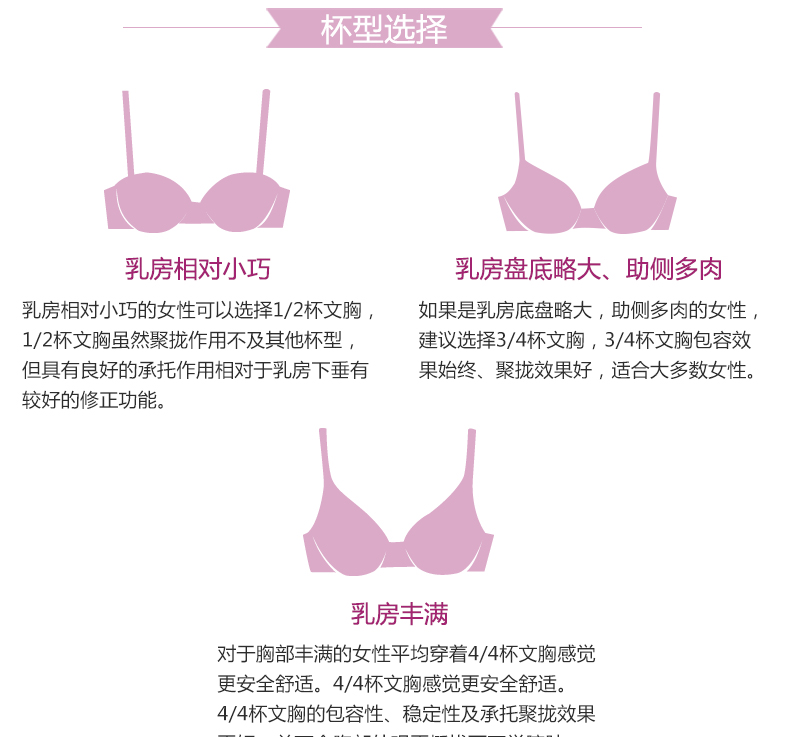 杯型选择
乳房相对小巧
乳房相对小巧的女性可以选择1/2杯文胸，
1/2杯文胸虽然聚拢作用不及其他杯型，
但具有良好的承托作用相对于乳房下垂有
较好的修正功能。
乳房盘底略大、助侧多肉
如果是乳房底盘略大，助侧多肉的女性，
建议选择3/4杯文胸，3/4杯文胸包容效
果始终、聚拢效果好，适合大多数女性。
乳房丰满
对于胸部丰满的女性平均穿着4/4杯文胸感觉
更安全舒适。4/4杯文胸感觉更安全舒适。
4/4杯文胸的包容性、稳定性及承托聚拢效果